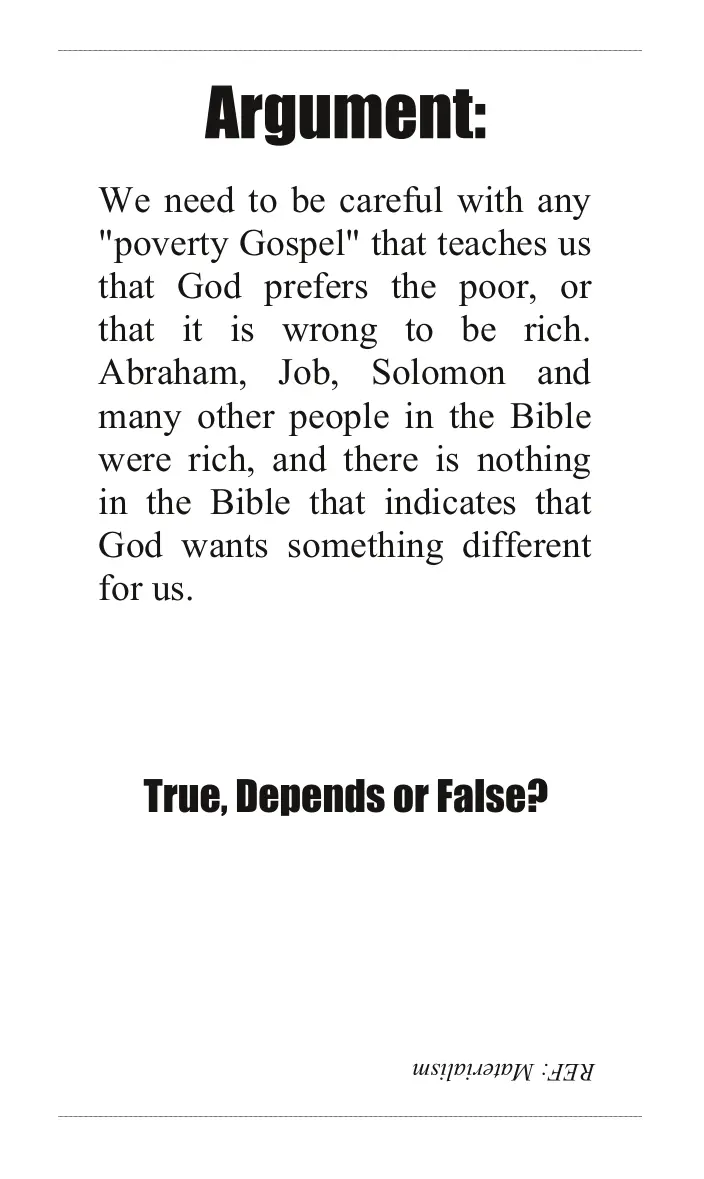 Argument:
We need to be careful with any
"poverty Gospel" that teaches us
that God prefers the poor, or
that it is wrong to be rich.
Abraham, Job, Solomon and
many other people in the Bible
were rich, and there is nothing
in the Bible that indicates that
God wants something different
for us.
True, Depends or False?
REF: Materialism